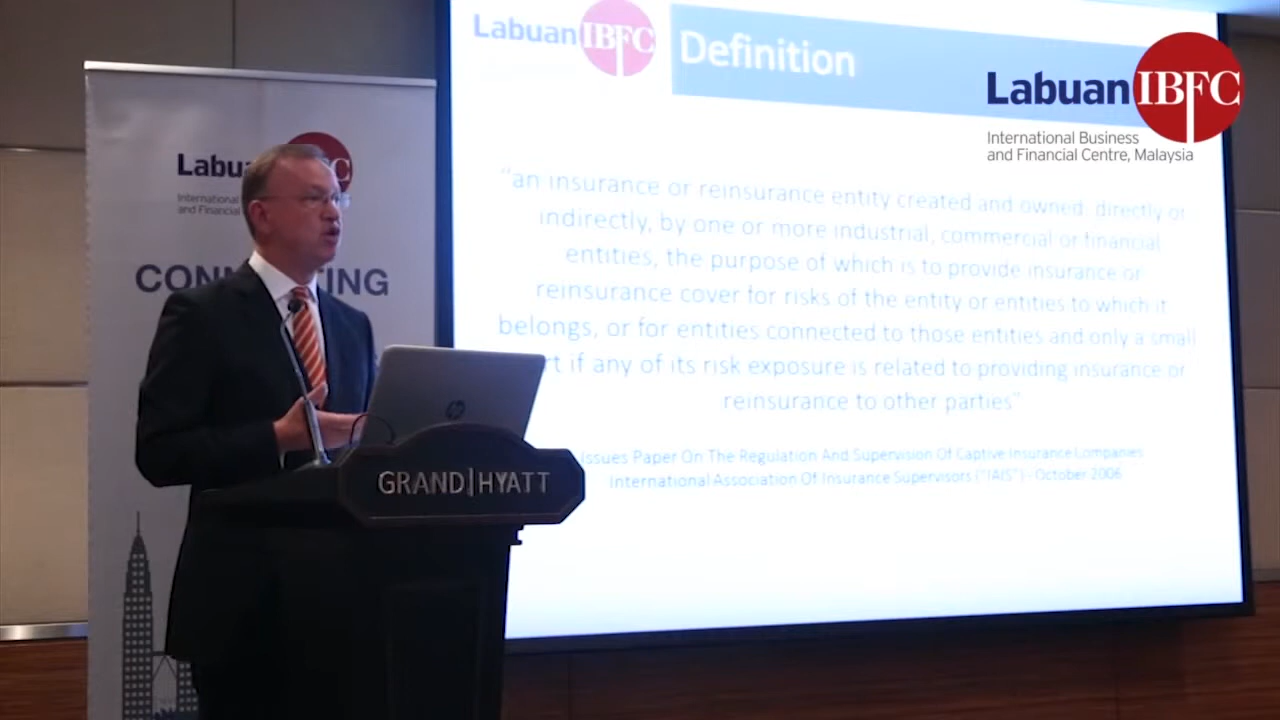 Labuan IBFC
Definition
Labuan IBFC
International Business
and Financial Centre, Malaysia
"an insurance or reinsurance entity created and owned, directly or
indirectly, by one or more industrial, commercial or financial
entities, the purpose of which is to provide insurance or
reinsurance cover for risks of the entity or entities to which it
belongs, or for entities connected to those entities and only a small
if any of its risk exposure is related to providing insurance or
reinsurance to other parties"
Issues Paper On The Regulation And Supervision Of Captive Insurance Companies
International Association Of Insurance Supervisors ("IAIS") - October 2006
International
and Financial
GRAND|HYATT
hp